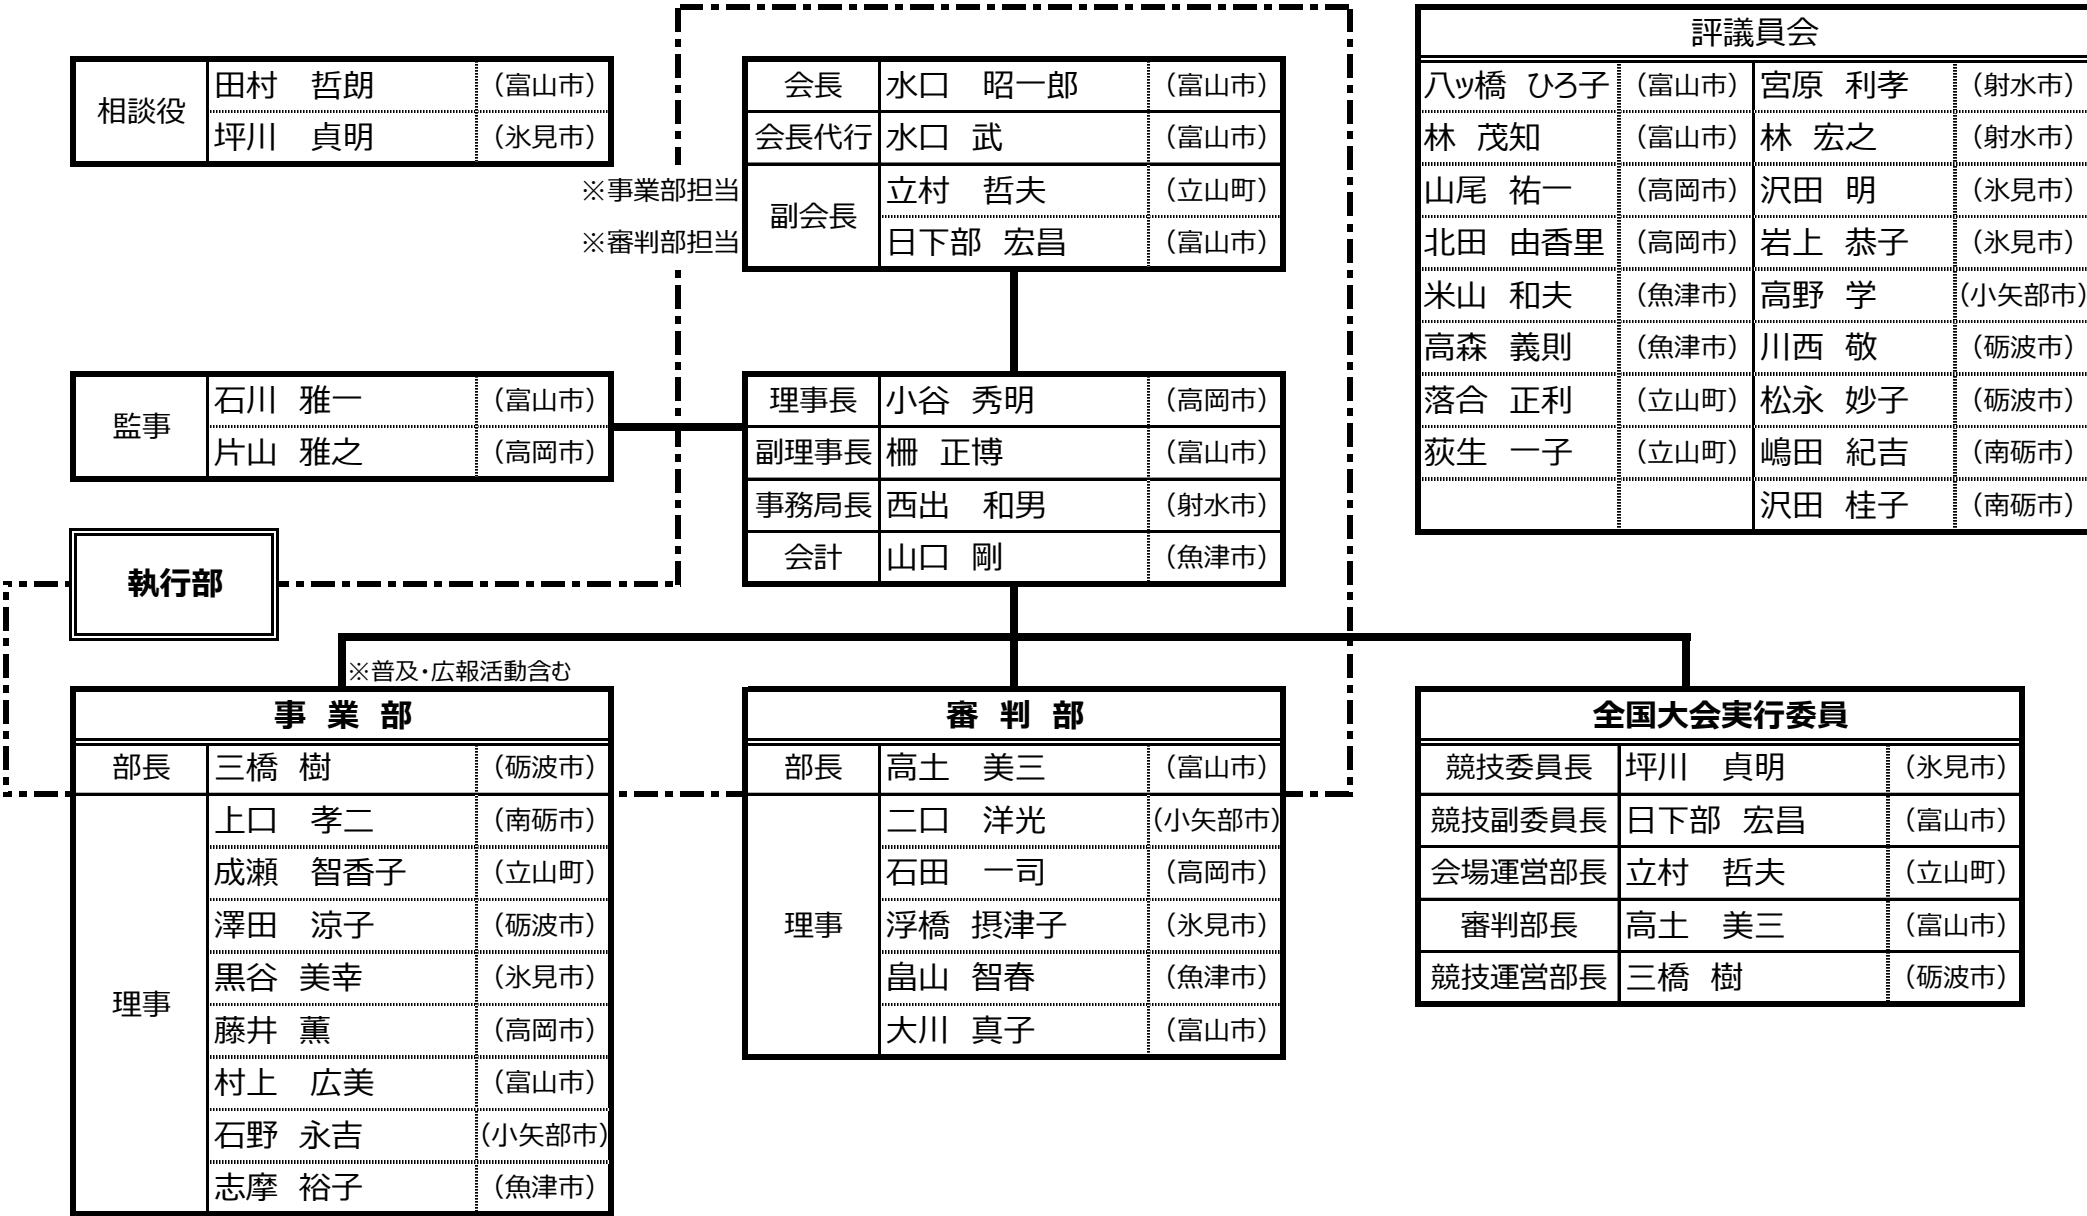 相談役
田村　哲朗 (富山市)
坪川　貞明 (氷見市)
会長 水口　昭一郎 (富山市)
会長代行 水口 武 (富山市)
※事業部担当
※審判部担当
副会長
立村　哲夫 (立山町)
日下部 宏昌 (富山市)
評議員会
八ッ橋 ひろ子 (富山市) 宮原 利孝 (射水市)
林 茂知 (富山市) 林 宏之 (射水市)
山尾 祐一 (高岡市) 沢田 明 (氷見市)
北田 由香里 (高岡市) 岩上 恭子 (氷見市)
米山 和夫 (魚津市) 高野 学 (小矢部市)
高森 義則 (魚津市) 川西 敬 (砺波市)
落合 正利 (立山町) 松永 妙子 (砺波市)
荻生 一子 (立山町) 嶋田 紀吉 (南砺市)
沢田 桂子 (南砺市)
監事
石川 雅一 (富山市)
片山 雅之 (高岡市)
理事長 小谷 秀明 (高岡市)
副理事長 柵 正博 (富山市)
事務局長 西出　和男 (射水市)
会計 山口 剛 (魚津市)
執行部
※普及・広報活動含む
事 業 部
部長 三橋 樹 (砺波市)
理事
上口　孝二 (南砺市)
成瀬　智香子 (立山町)
澤田　涼子 (砺波市)
黒谷 美幸 (氷見市)
藤井 薫 (高岡市)
村上　広美 (富山市)
石野 永吉 (小矢部市)
志摩 裕子 (魚津市)
審 判 部
部長 高土　美三 (富山市)
理事
二口　洋光 (小矢部市)
石田　一司 (高岡市)
浮橋 摂津子 (氷見市)
畠山 智春 (魚津市)
大川 真子 (富山市)
全国大会実行委員
競技委員長 坪川　貞明 (氷見市)
競技副委員長 日下部 宏昌 (富山市)
会場運営部長 立村　哲夫 (立山町)
審判部長 高土　美三 (富山市)
競技運営部長 三橋 樹 (砺波市)